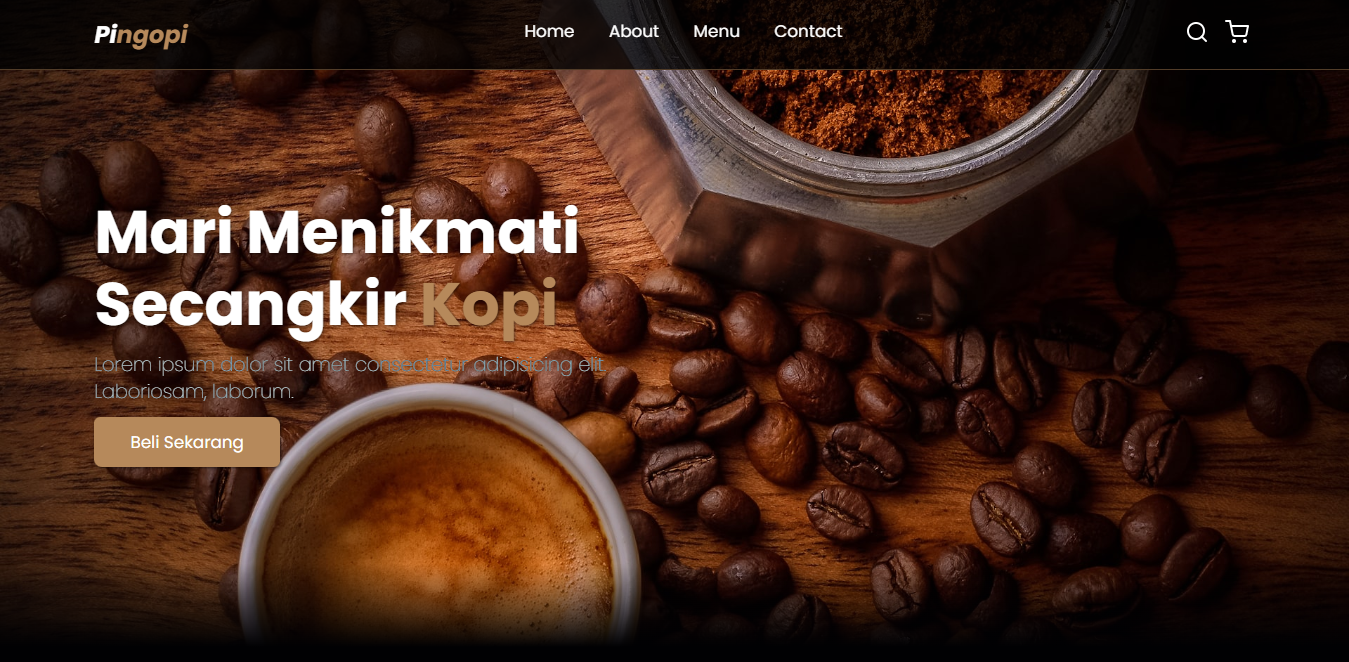 Pingopi
Home About Menu Contact
Mari Menikmati
Secangkir Kopi
Lorem ipsum dolor sit amet consectetur adipisicing elit.
Laboriosam, laborum.
Beli Sekarang